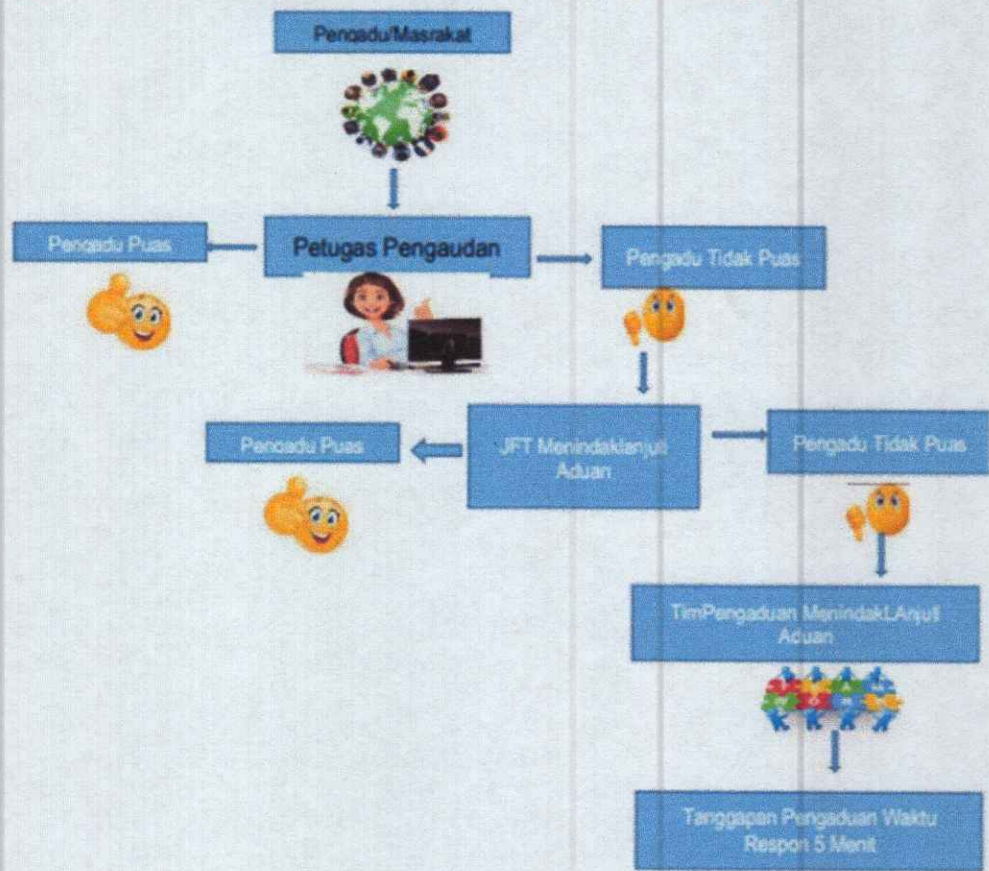 Pengadu/Masrakat
Pengadu Puas
Petugas Pengaudan
Pengadu Tidak Puas
Pengadu Puas
JFT Menindaklanjuti
Aduan
Pengadu Tidak Puas
TimPengaduan MenindakLAnjuti
Aduan
Tanggapan Pengaduan Waktu
Respon 5 Menit